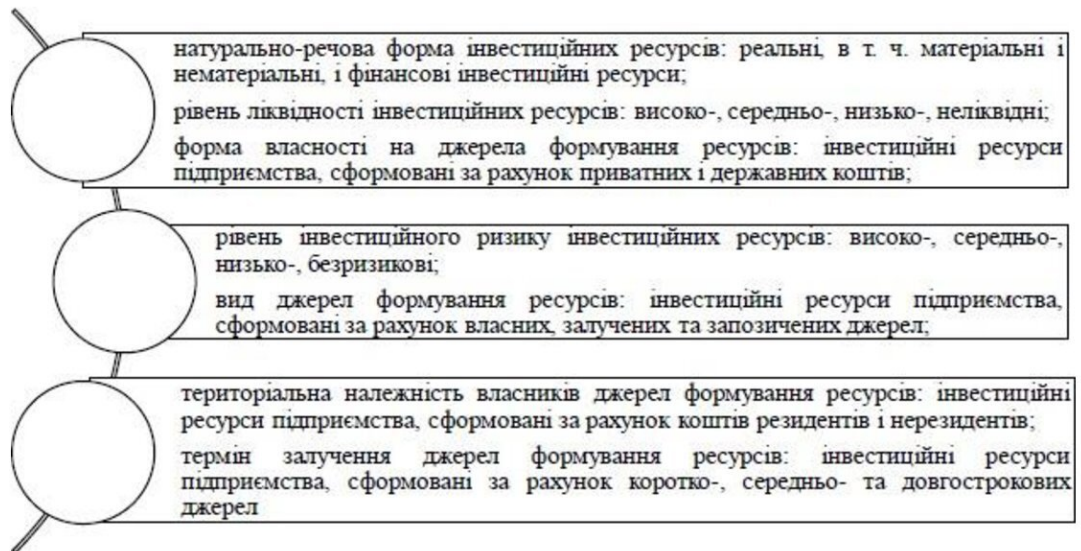 натурально-речова форма інвестиційних ресурсів: реальні, в т. ч. матеріальні і
нематеріальні, і фінансові інвестиційні ресурси;
рівень ліквідності інвестиційних ресурсів: високо-, середньо-, низько-, неліквідні;
форма власності на джерела формування ресурсів: інвестиційні ресурси
підприємства, сформовані за рахунок приватних і державних коштів;
рівень інвестиційного ризику інвестиційних ресурсів: високо-, середньо-,
низько-, безризикові;
вид джерел формування ресурсів: інвестиційні ресурси підприємства,
сформовані за рахунок власних, залучених та запозичених джерел;
територіальна належність власників джерел формування ресурсів: інвестиційні
ресурси підприємства, сформовані за рахунок коштів резидентів і нерезидентів;
термін залучення джерел формування ресурсів: інвестиційні ресурси
підприємства, сформовані за рахунок коротко-, середньо- та довгострокових
джерел